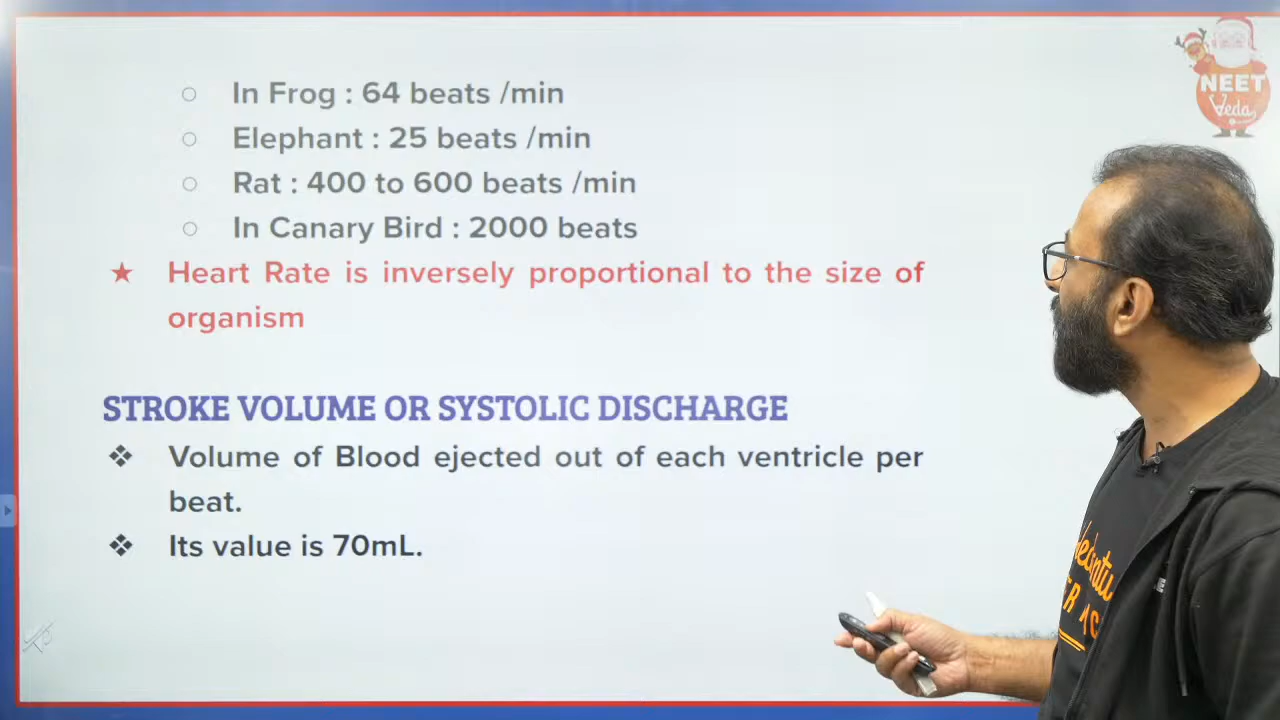 In Frog : 64 beats /min
Elephant : 25 beats /min
Rat : 400 to 600 beats /min
In Canary Bird : 2000 beats
★ Heart Rate is inversely proportional to the size of
organism
STROKE VOLUME OR SYSTOLIC DISCHARGE
❖ Volume of Blood ejected out of each ventricle per
beat.
❖ Its value is 70mL.
NEET
Veda